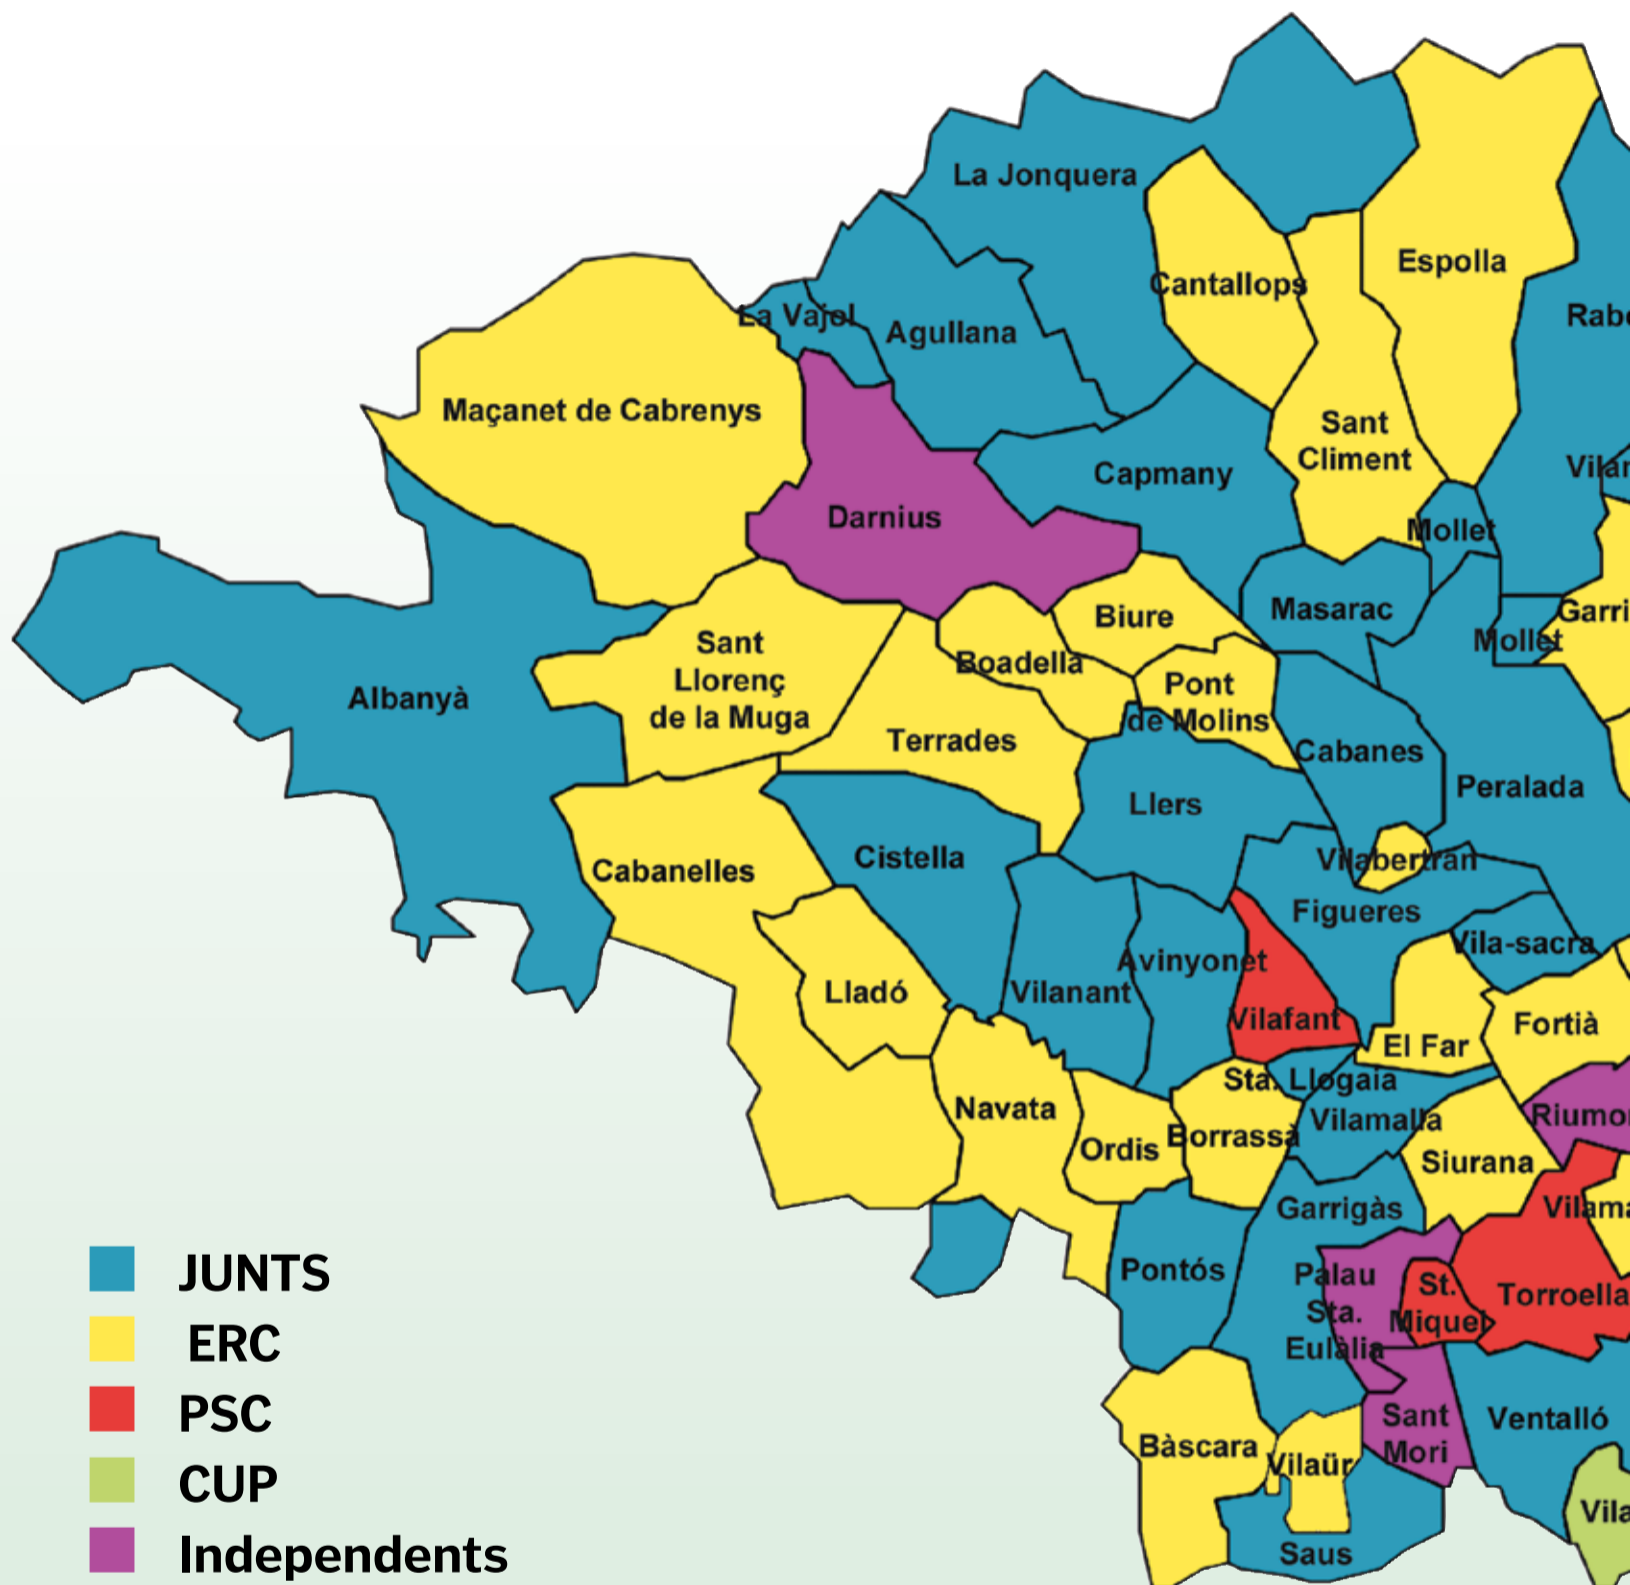 La Jonquera
Cantallops
Espolla
La Vajol
Agullana
Rab
Maçanet de Cabrenys
Sant
Climent
Capmany
Vilar
Darnius
Mollet
Biure
Masarac
Garri
Mollet
Sant
Llorenç
de la Muga
Boadella
Pont
de Molins
Albanyà
Terrades
Cabanes
Peralada
Llers
Cistella
Vilabertran
Cabanelles
Figueres
Vila-sacra
Avinyonet
Lladó
Vilanant
Vilafant
Fortià
El Far
Sta. Llogaia
Navata
Vilamalla
Riumo
Borrassà
Ordis
Siurana
Garrigàs
Vilama
Pontós
Palau
Sta.
Eulàlia
St.
Miquel
Torroella
Sant
Mori
Ventalló
Bàscara
Vilaür
Vila
Saus
JUNTS
ERC
PSC
CUP
Independents